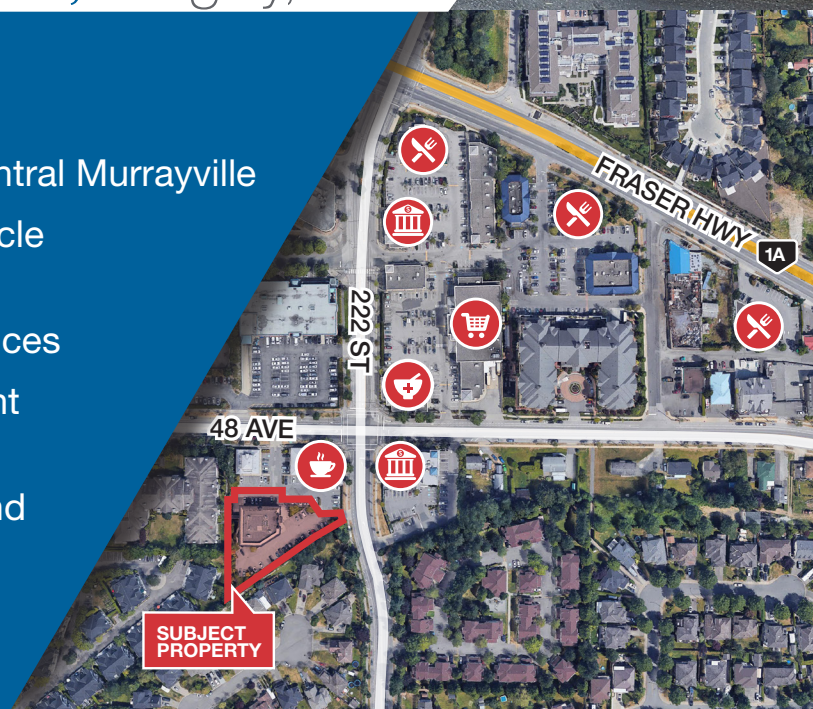 ntral Murrayville
cle
ces
nt
nd
FRASER HWY
1A
222 ST
48 AVE
SUBJECT
PROPERTY